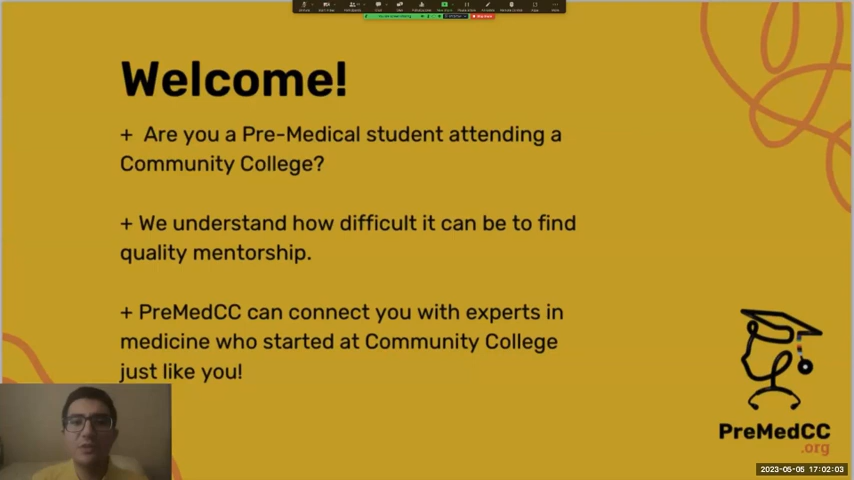 Welcome!
+ Are you a Pre-Medical student attending a
Community College?
+ We understand how difficult it can be to find
quality mentorship.
+ PreMedCC can connect you with experts in
medicine who started at Community College
just like you!
PreMedCC
.org
2023-05-05 17:02:03